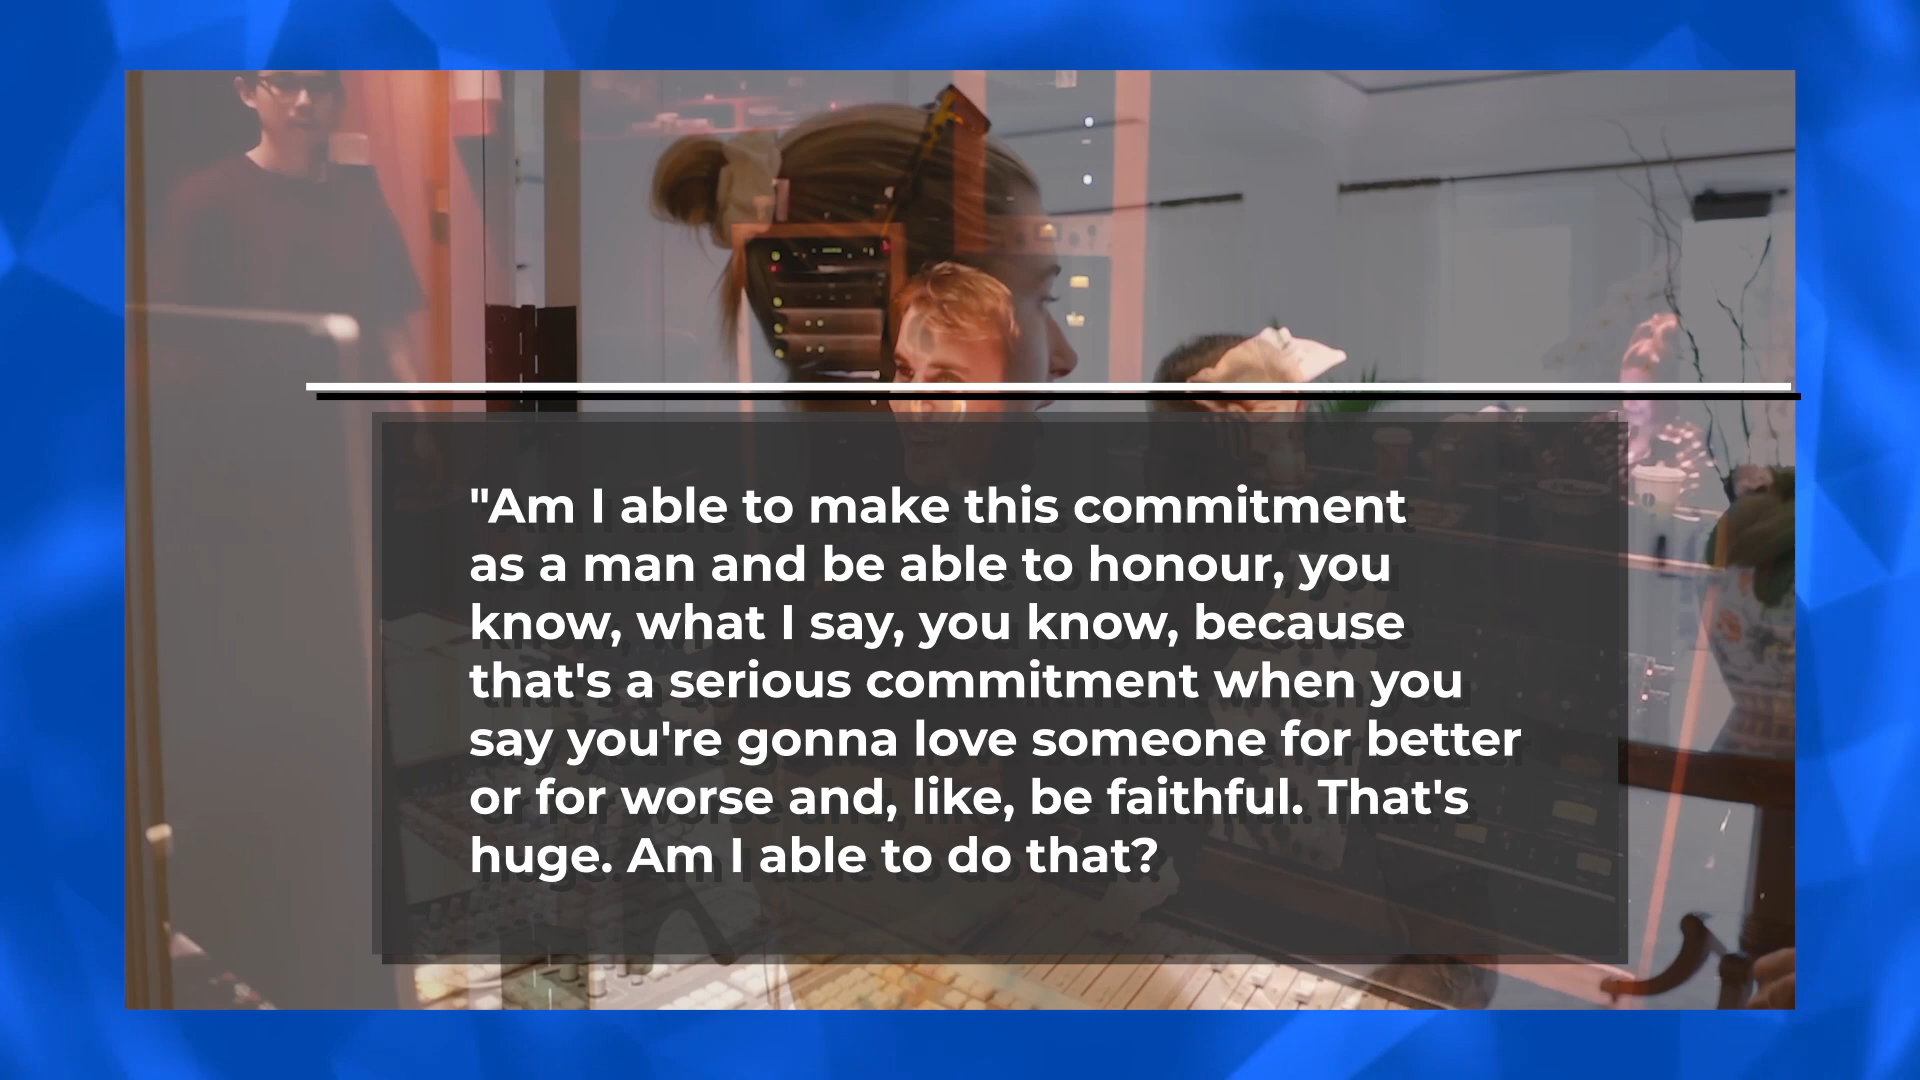 "Am I able to make this commitment
as a man and be able to honour, you
know, what I say, you know, because
that's a serious commitment when you
say you're gonna love someone for better
or for worse and, like, be faithful. That's
huge. Am I able to do that?